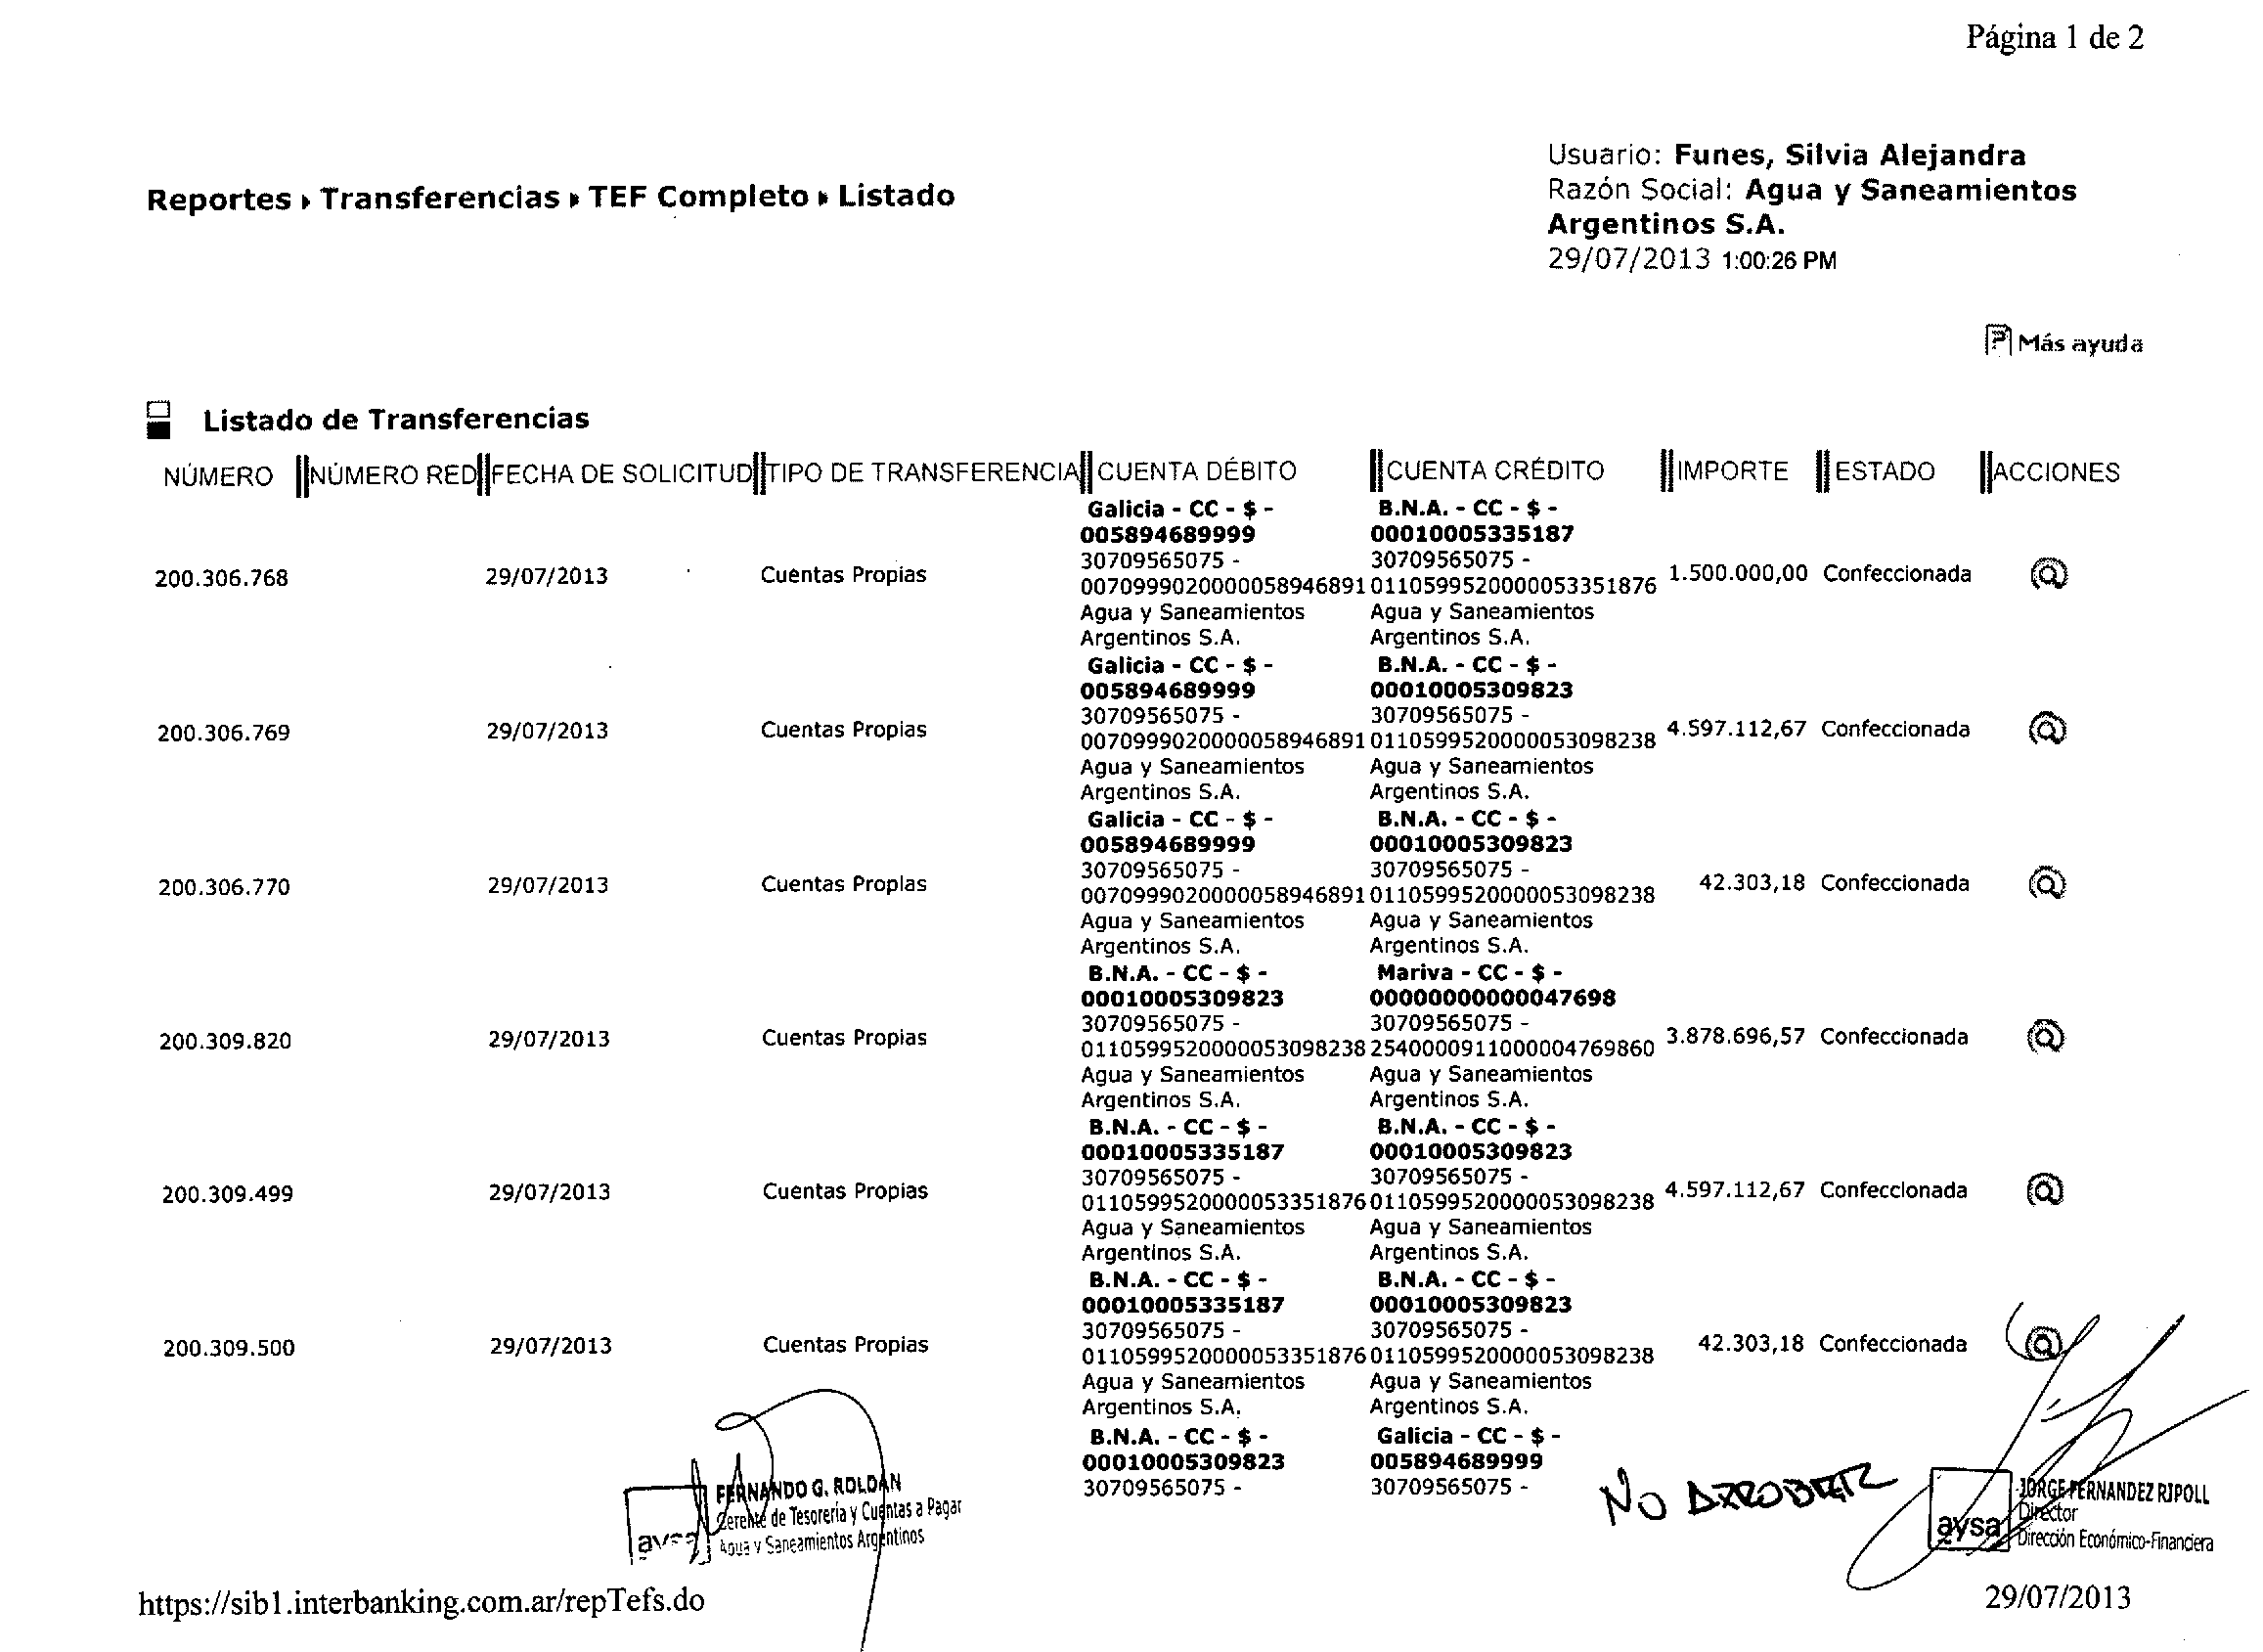 Página 1 de 2
Usuario: Funes, Silvia Alejandra
Reportes › Transferencias › TEF Completo › Listado
Razón Social: Agua y Saneamientos
Argentinos S.A.
29/07/2013 1:00:26 PM
Más ayuda
Listado de Transferencias
NÚMERO NÚMERO RED FECHA DE SOLICITUD TIPO DE TRANSFERENCIA CUENTA DÉBITO CUENTA CRÉDITO IMPORTE ESTADO ACCIONES
Galicia - CC - $ - B.N.A. - CC - $ -
005894689999 00010005335187
30709565075 - 30709565075 -
200.306.768 29/07/2013 Cuentas Propias 0070999020000058946891 0110599520000053351876 1.500.000,00 Confeccionada
Agua y Saneamientos Agua y Saneamientos
Argentinos S.A. Argentinos S.A.
Galicia - CC - $ - B.N.A. - CC - $ -
005894689999 00010005309823
30709565075 - 30709565075 -
200.306.769 29/07/2013 Cuentas Propias 0070999020000058946891 0110599520000053098238 4.597.112,67 Confeccionada
Agua y Saneamientos Agua y Saneamientos
Argentinos S.A. Argentinos S.A.
Galicia - CC - $ - B.N.A. - CC - $ -
005894689999 00010005309823
30709565075 - 30709565075 -
200.306.770 29/07/2013 Cuentas Propias 0070999020000058946891 0110599520000053098238 42.303,18 Confeccionada
Agua y Saneamientos Agua y Saneamientos
Argentinos S.A. Argentinos S.A.
B.N.A. - CC - $ - Mariva - CC - $ -
00010005309823 00000000000047698
30709565075 - 30709565075 -
200.309.820 29/07/2013 Cuentas Propias 0110599520000053098238 2540000911000004769860 3.878.696,57 Confeccionada
Agua y Saneamientos Agua y Saneamientos
Argentinos S.A. Argentinos S.A.
B.N.A. - CC - $ - B.N.A. - CC - $ -
00010005335187 00010005309823
30709565075 - 30709565075 -
200.309.499 29/07/2013 Cuentas Propias 0110599520000053351876 0110599520000053098238 4.597.112,67 Confeccionada
Agua y Saneamientos Agua y Saneamientos
Argentinos S.A. Argentinos S.A.
B.N.A. - CC - $ - B.N.A. - CC - $ -
00010005335187 00010005309823
30709565075 - 30709565075 -
200.309.500 29/07/2013 Cuentas Propias 0110599520000053351876 0110599520000053098238 42.303,18 Confeccionada
Agua y Saneamientos Agua y Saneamientos
Argentinos S.A. Argentinos S.A.
B.N.A. - CC - $ - Galicia - CC - $ -
00010005309823 005894689999
30709565075 - 30709565075 -
NO
FERNANDO G. ROLDAN
Gerente de Tesorería y Cuentas a Pagar
aysa Agua y Saneamientos Argentinos
JORGE FERNANDEZ RIPOLL
Director
aysa Dirección Económico-Financiera
https://sib1.interbanking.com.ar/repTefs.do 29/07/2013